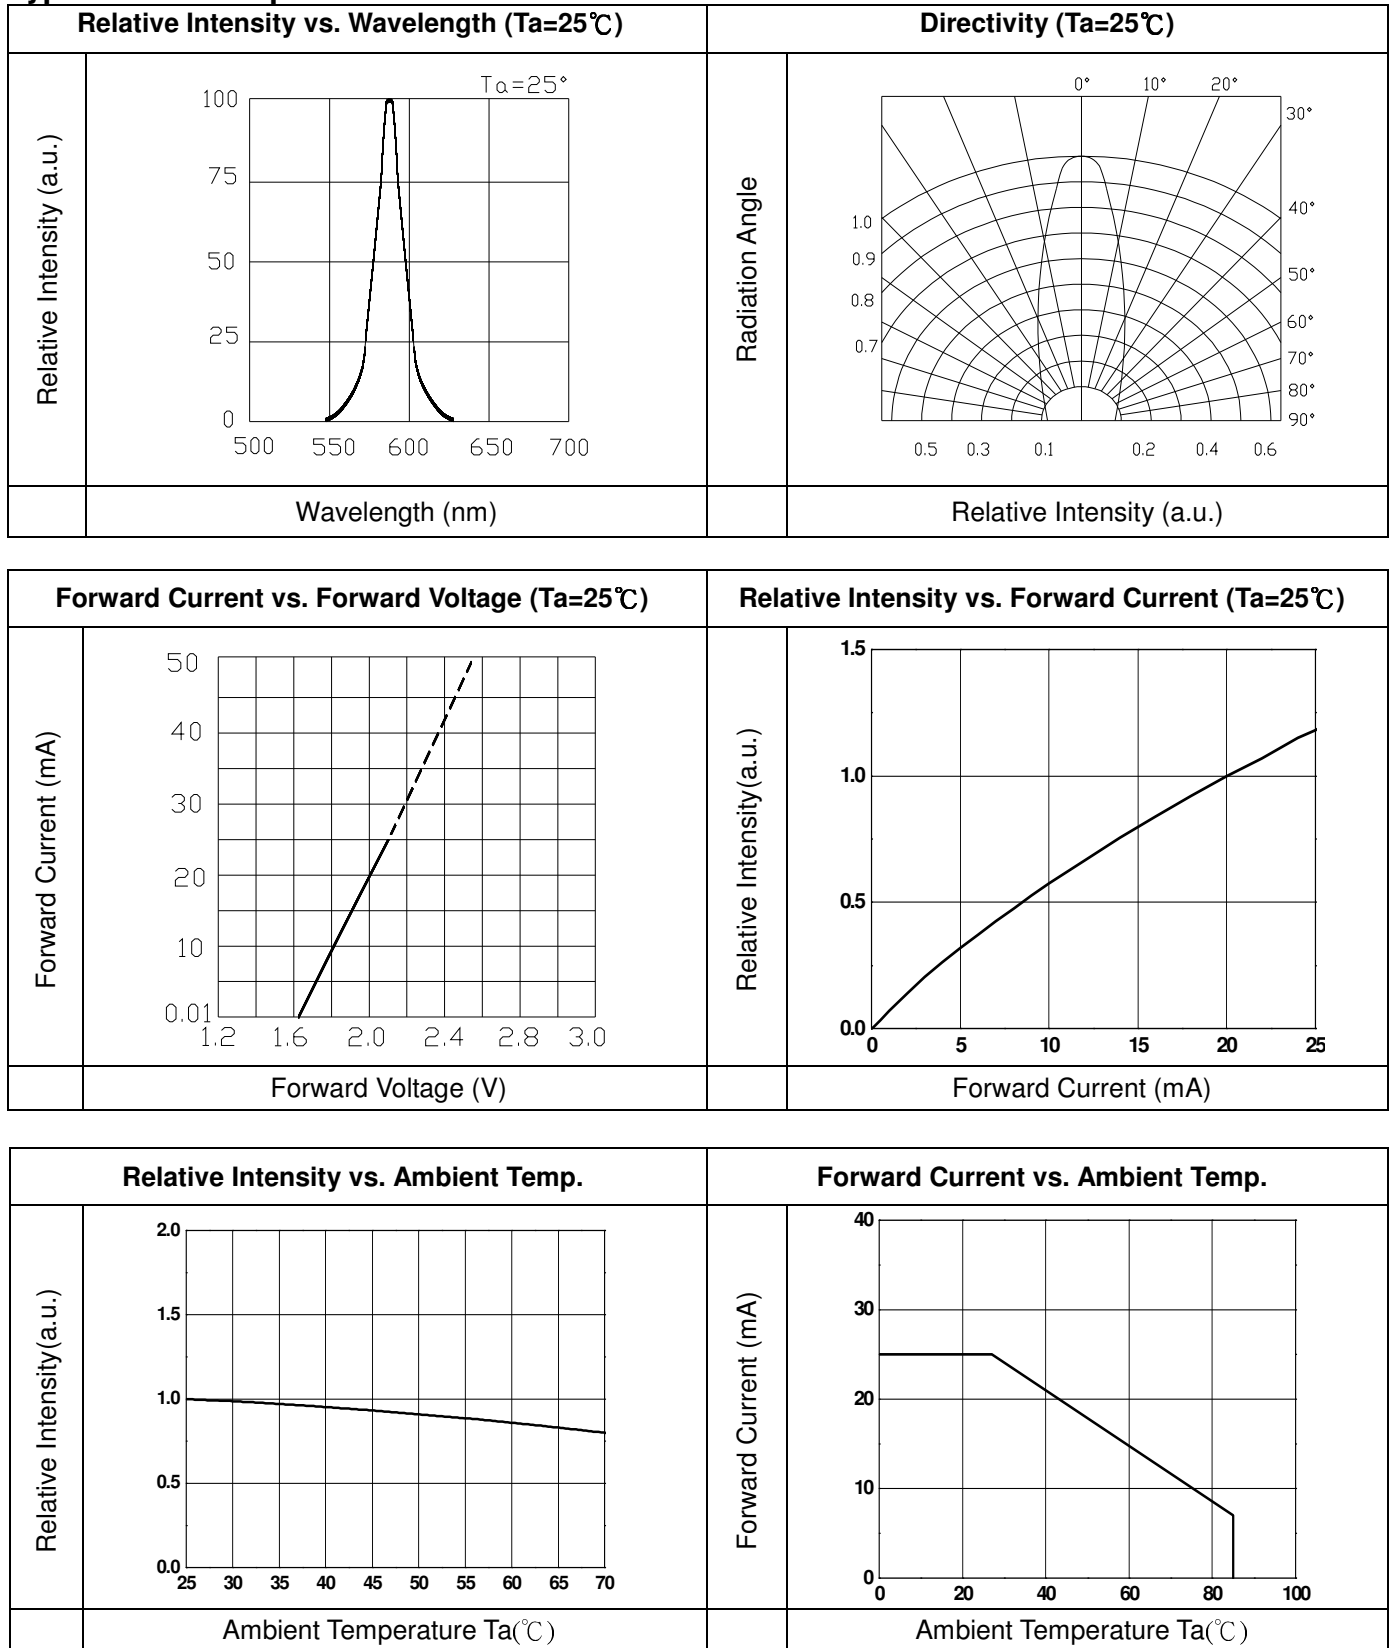 Relative Intensity vs. Wavelength (Ta=25℃)
Directivity (Ta=25℃)
Relative Intensity (a.u.)
Ta=25°
100
75
50
25
0
500 550 600 650 700
Wavelength (nm)
Radiation Angle
0° 10° 20°
30°
40°
50°
60°
70°
80°
90°
1.0
0.9
0.8
0.7
0.5 0.3 0.1 0.2 0.4 0.6
Relative Intensity (a.u.)
Forward Current vs. Forward Voltage (Ta=25℃)
Relative Intensity vs. Forward Current (Ta=25℃)
Forward Current (mA)
50
40
30
20
10
0.01
1.2 1.6 2.0 2.4 2.8 3.0
Forward Voltage (V)
Relative Intensity(a.u.)
1.5
1.0
0.5
0.0
0 5 10 15 20 25
Forward Current (mA)
Relative Intensity vs. Ambient Temp.
Forward Current vs. Ambient Temp.
Relative Intensity(a.u.)
2.0
1.5
1.0
0.5
0.0
25 30 35 40 45 50 55 60 65 70
Ambient Temperature Ta(℃)
Forward Current (mA)
40
30
20
10
0
0 20 40 60 80 100
Ambient Temperature Ta(℃)